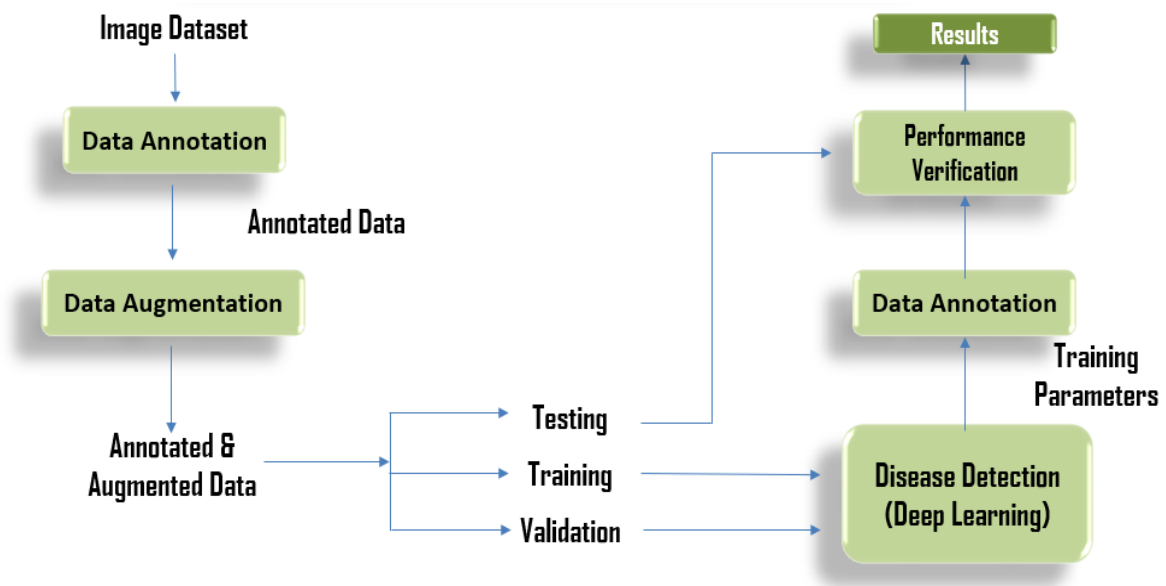 Image Dataset
Data Annotation
Annotated Data
Data Augmentation
Annotated &
Augmented Data
Testing
Training
Validation
Results
Performance
Verification
Data Annotation
Training
Parameters
Disease Detection
(Deep Learning)